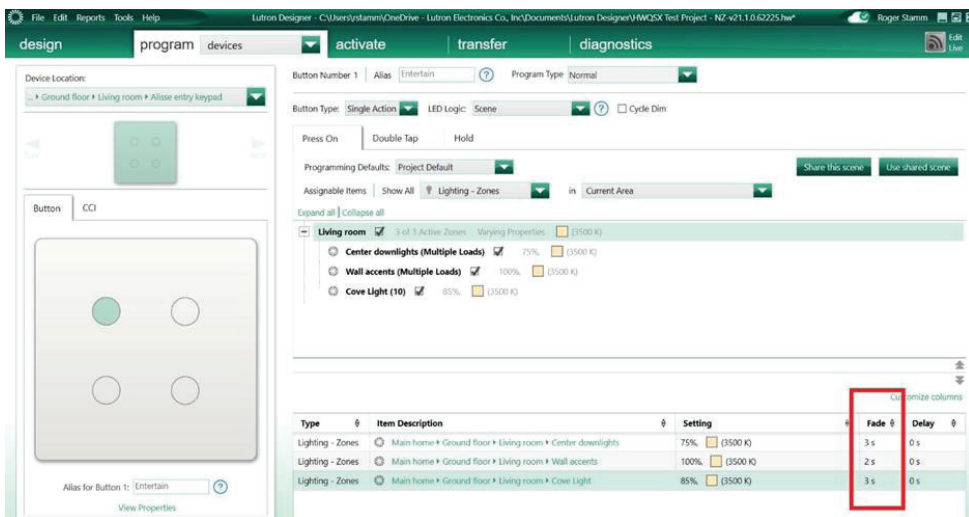 File Edit Reports Tools Help Lutron Designer - C:\Users\rstamm\OneDrive - Lutron Electronics Co., Inc\Documents\Lutron Designer\HWQSX Test Project - NZ-v21.1.0.62225.hw* Roger Stamm
design program devices activate transfer diagnostics Edit Live
Device Location:
... Ground floor Living room Alisse entry keypad
Button CCI
Alias for Button 1: Entertain ?
View Properties
Button Number 1 Alias Entertain ? Program Type Normal
Button Type: Single Action LED Logic: Scene ? Cycle Dim
Press On Double Tap Hold
Programming Defaults: Project Default Share this scene Use shared scene
Assignable Items Show All Lighting - Zones in Current Area
Expand all | Collapse all
Living room 3 of 3 Active Zones Varying Properties (3500 K)
Center downlights (Multiple Loads) 75%, (3500 K)
Wall accents (Multiple Loads) 100%, (3500 K)
Cove Light (10) 85%, (3500 K)
Customize columns
Type Item Description Setting Fade Delay
Lighting - Zones Main home Ground floor Living room Center downlights 75%, (3500 K) 3 s 0 s
Lighting - Zones Main home Ground floor Living room Wall accents 100%, (3500 K) 2 s 0 s
Lighting - Zones Main home Ground floor Living room Cove Light 85%, (3500 K) 3 s 0 s